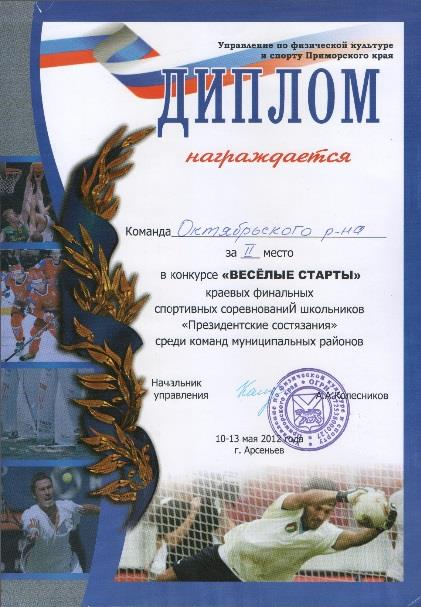 Управление по физической культуре
и спорту Приморского края
ДИПЛОМ
награждается
Команда Октябрьского р-на
за II место
в конкурсе «ВЕСЁЛЫЕ СТАРТЫ»
краевых финальных
спортивных соревнованиЙ школьников
«Президентские состязания»
среди команд муниципальных районов
Начальник
управления
А.А.Колесников
10-13 мая 2012 года
г. Арсеньев